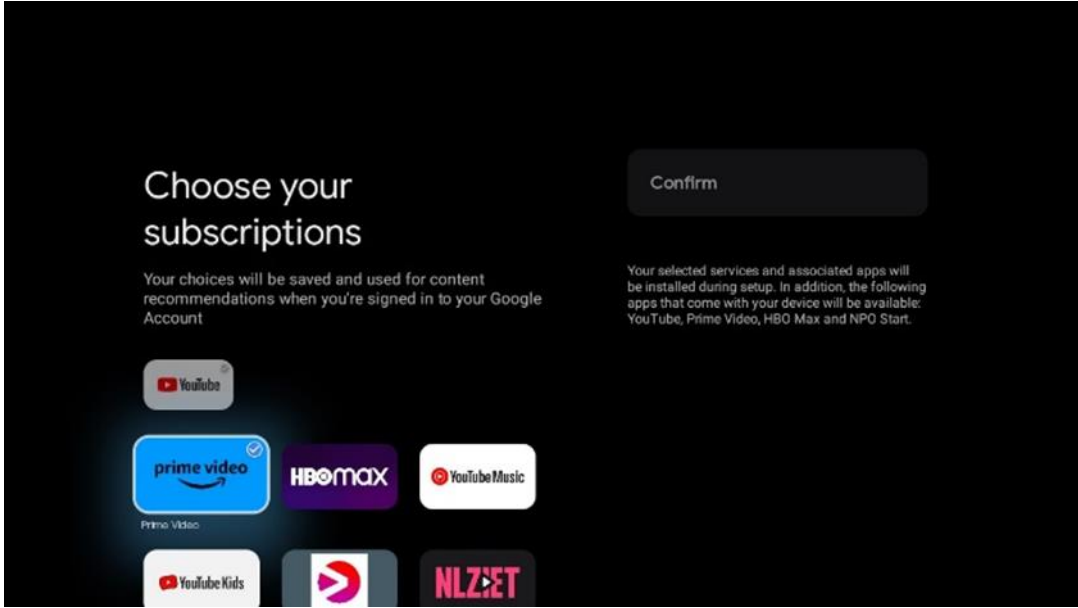 Choose your
subscriptions
Your choices will be saved and used for content
recommendations when you're signed in to your Google
Account
YouTube
prime video
HBOmax
YouTube Music
Prime Video
YouTube Kids
NLZIET
Confirm
Your selected services and associated apps will
be installed during setup. In addition, the following
apps that come with your device will be available:
YouTube, Prime Video, HBO Max and NPO Start.